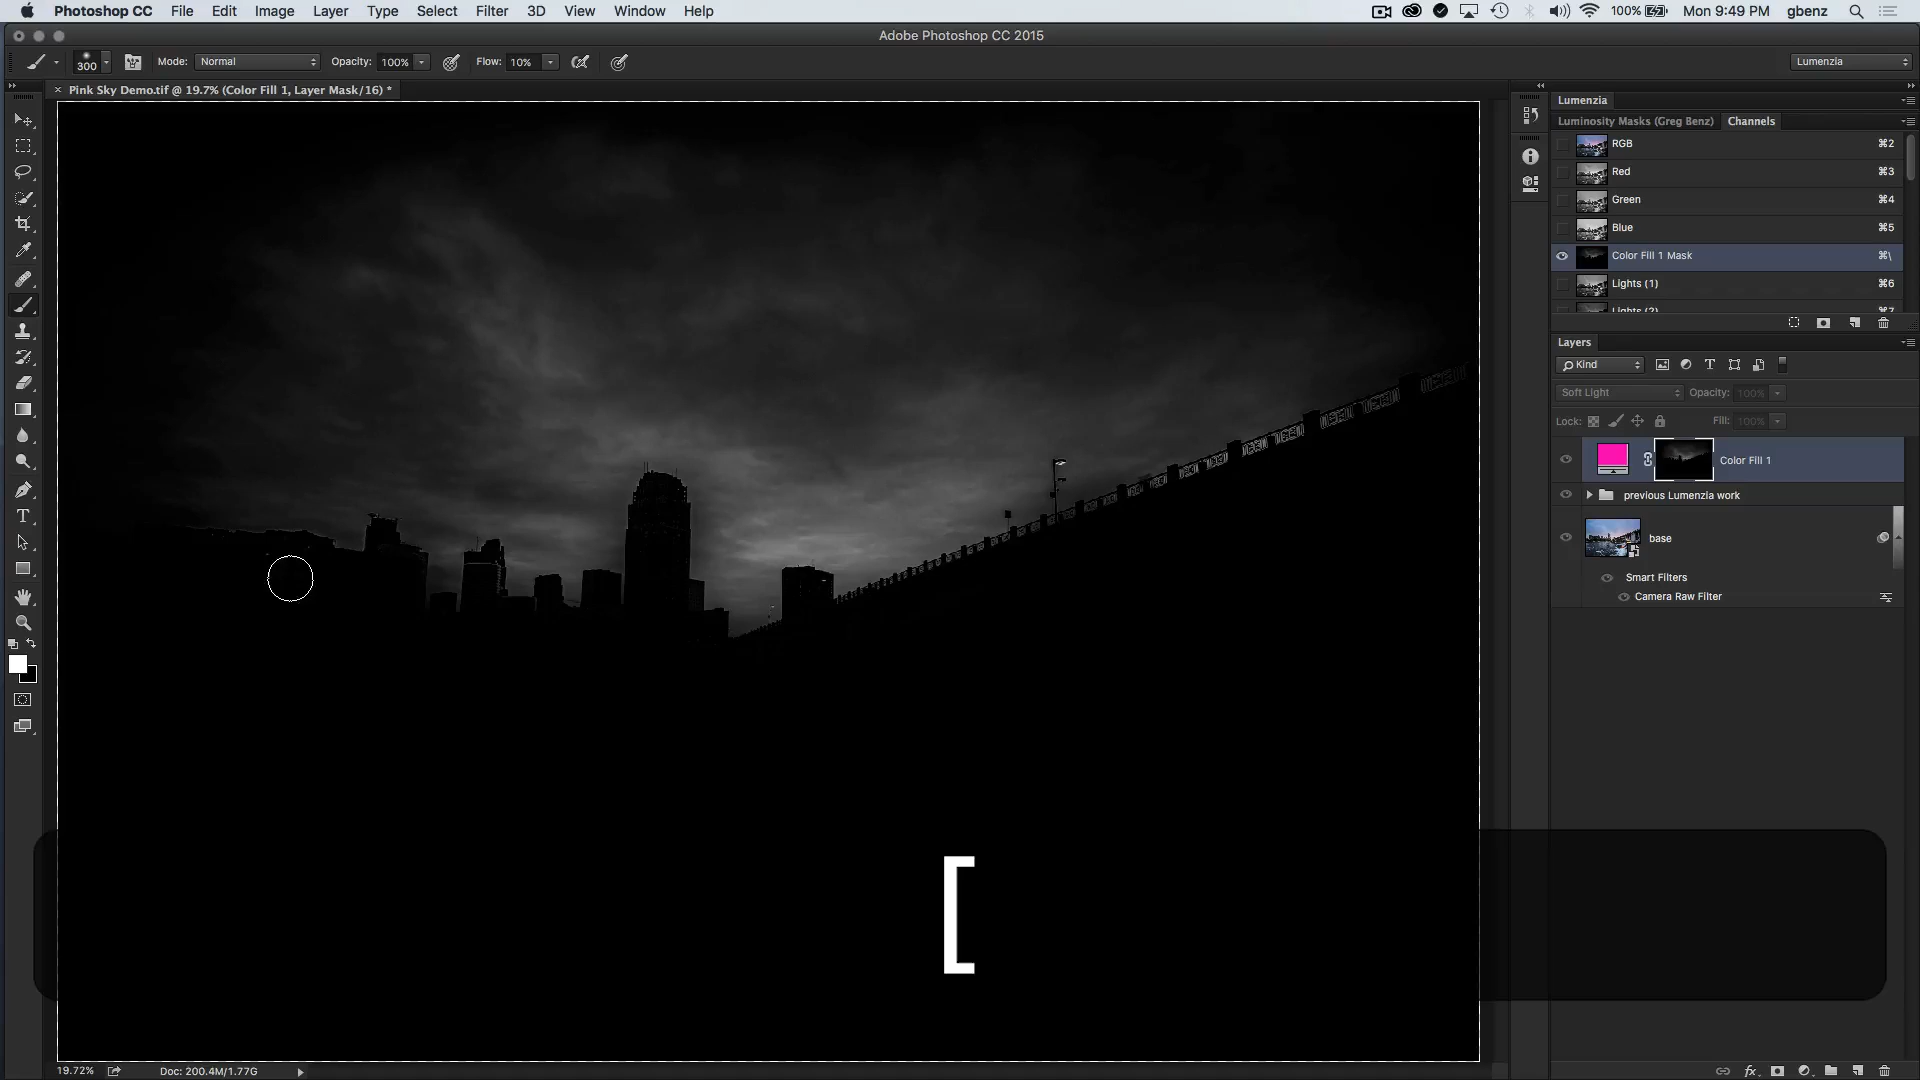 Photoshop CC File Edit Image Layer Type Select Filter 3D View Window Help 100% Mon 9:49 PM gbenz
Adobe Photoshop CC 2015
300 Mode: Normal Opacity: 100% Flow: 10% Lumenzia
× Pink Sky Demo.tif @ 19.7% (Color Fill 1, Layer Mask/16) *
Lumenzia
Luminosity Masks (Greg Benz) Channels
RGB ⌘2
Red ⌘3
Green ⌘4
Blue ⌘5
Color Fill 1 Mask ⌘\
Lights (1) ⌘6
Lights (2) ⌘7
Layers
Kind
Soft Light Opacity: 100%
Lock: Fill: 100%
Color Fill 1
previous Lumenzia work
base
Smart Filters
Camera Raw Filter
[
19.72% Doc: 200.4M/1.77G